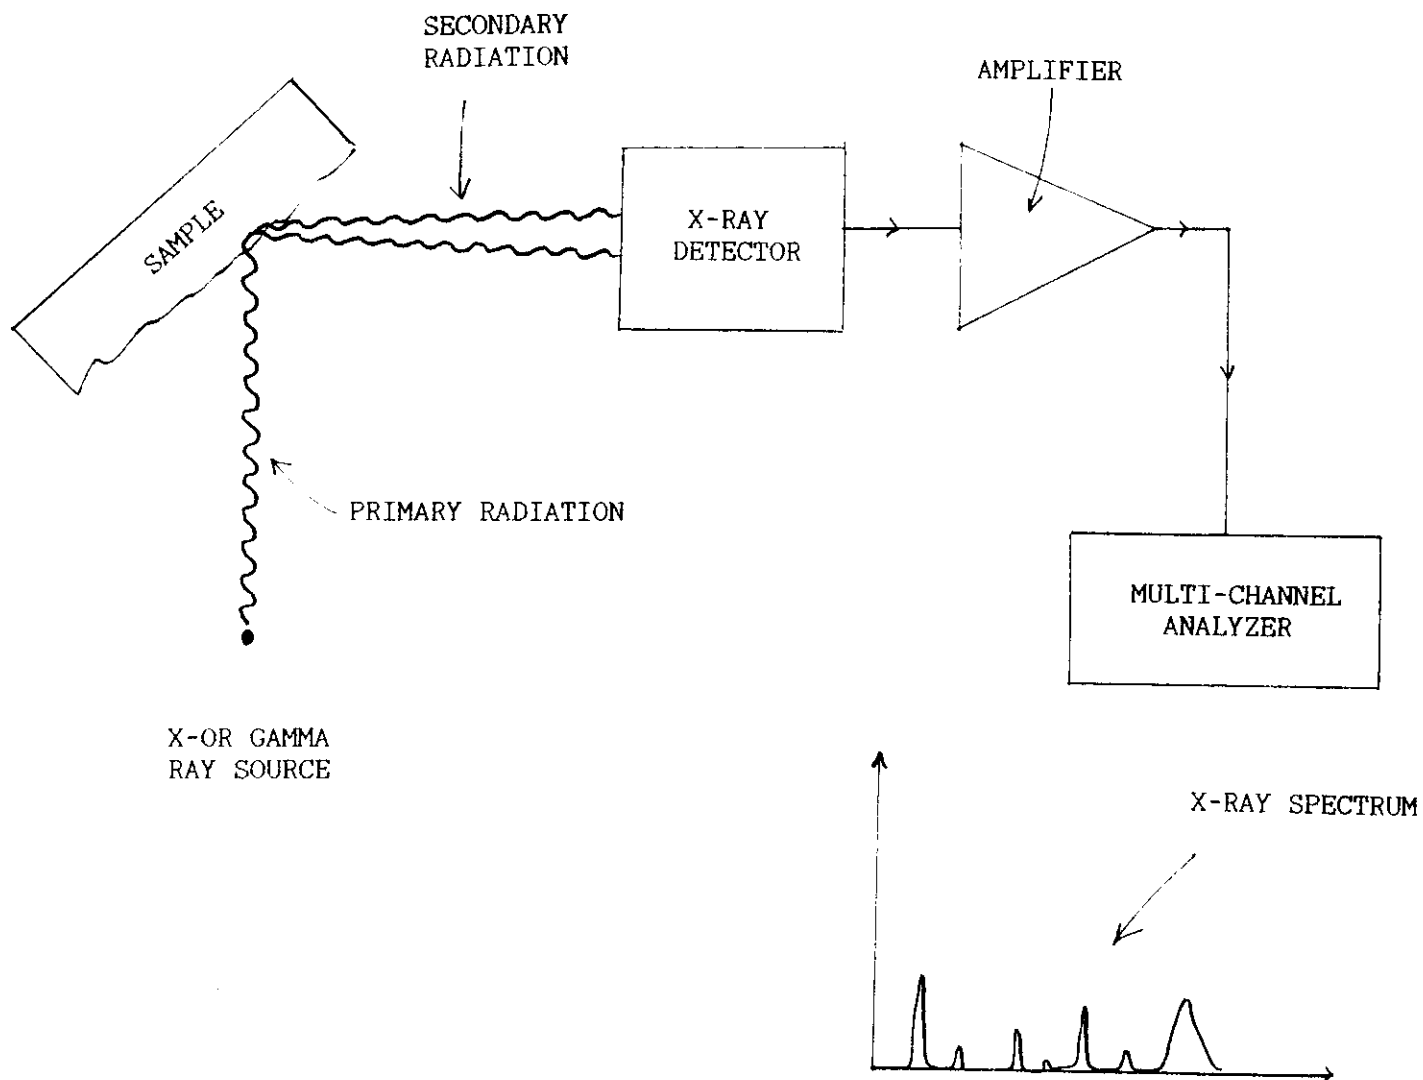 SECONDARY
RADIATION
AMPLIFIER
SAMPLE
X-RAY
DETECTOR
PRIMARY RADIATION
MULTI-CHANNEL
ANALYZER
X-OR GAMMA
RAY SOURCE
X-RAY SPECTRUM